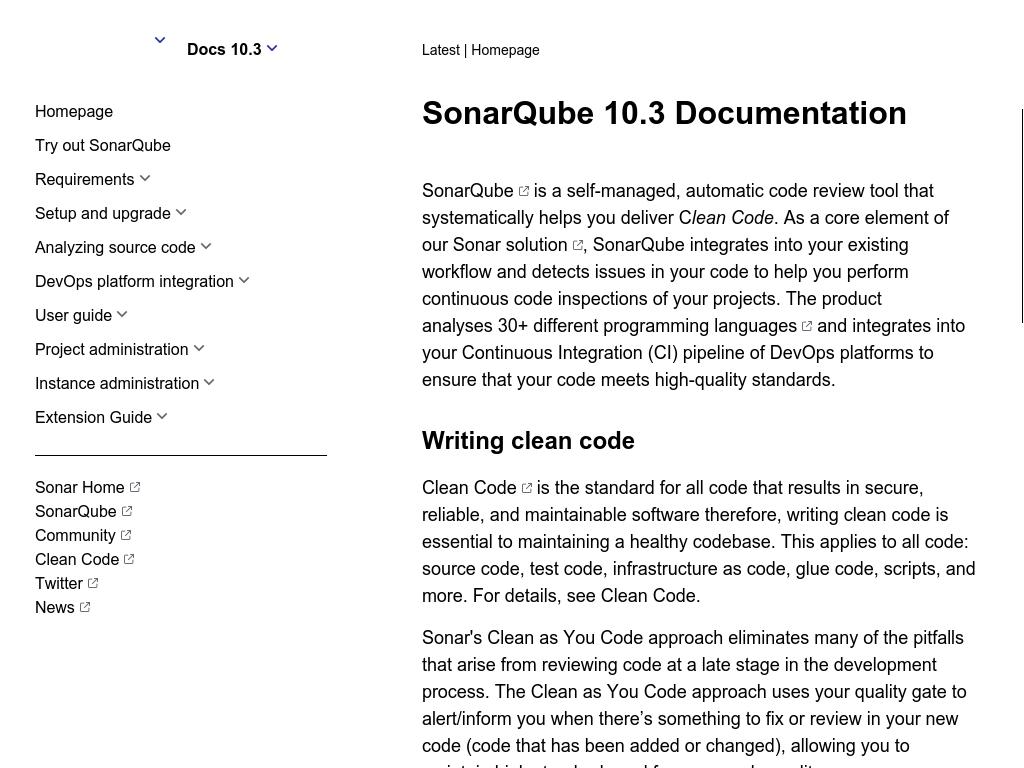 Docs 10.3
Homepage
Try out SonarQube
Requirements
Setup and upgrade
Analyzing source code
DevOps platform integration
User guide
Project administration
Instance administration
Extension Guide
Sonar Home
SonarQube
Community
Clean Code
Twitter
News
Latest | Homepage
SonarQube 10.3 Documentation
SonarQube is a self-managed, automatic code review tool that
systematically helps you deliver Clean Code. As a core element of
our Sonar solution , SonarQube integrates into your existing
workflow and detects issues in your code to help you perform
continuous code inspections of your projects. The product
analyses 30+ different programming languages and integrates into
your Continuous Integration (CI) pipeline of DevOps platforms to
ensure that your code meets high-quality standards.
Writing clean code
Clean Code is the standard for all code that results in secure,
reliable, and maintainable software therefore, writing clean code is
essential to maintaining a healthy codebase. This applies to all code:
source code, test code, infrastructure as code, glue code, scripts, and
more. For details, see Clean Code.
Sonar's Clean as You Code approach eliminates many of the pitfalls
that arise from reviewing code at a late stage in the development
process. The Clean as You Code approach uses your quality gate to
alert/inform you when there’s something to fix or review in your new
code (code that has been added or changed), allowing you to